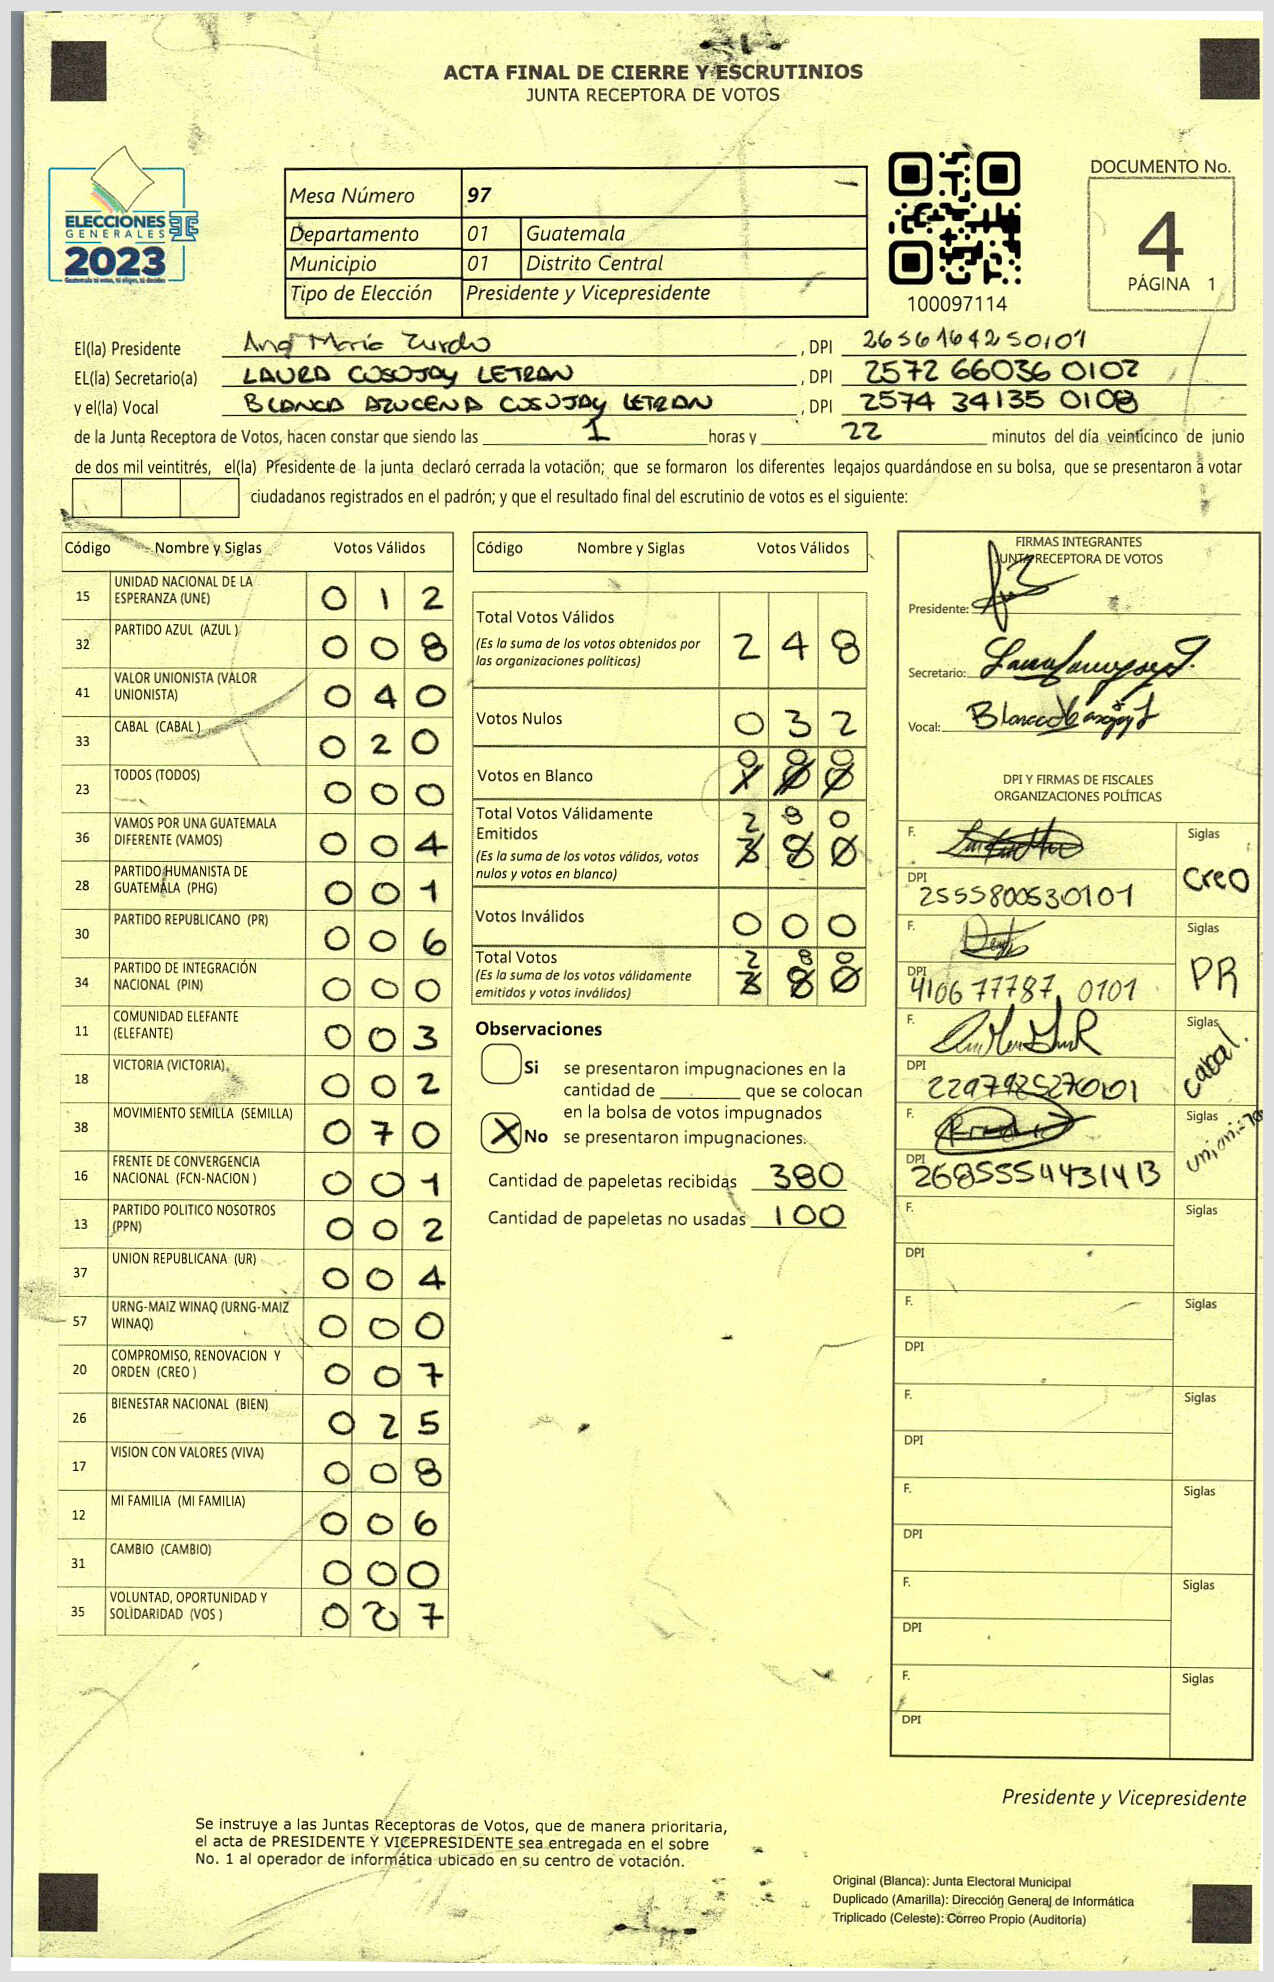 ACTA FINAL DE CIERRE Y ESCRUTINIOS
JUNTA RECEPTORA DE VOTOS
ELECCIONES
GENERALES
2023
Guatemala tú votas, tú eliges, tú decides
Mesa Número 97
Departamento 01 Guatemala
Municipio 01 Distrito Central
Tipo de Elección Presidente y Vicepresidente
100097114
DOCUMENTO No.
4
PÁGINA 1
El(la) Presidente Ana María Zurdo, DPI 2656164250101
EL(la) Secretario(a) LAURA COSOJAY LETRAN, DPI 2572 66036 0102
y el(la) Vocal BLANCA AZUCENA COSOJAY LETRAN, DPI 2574 34135 0108
de la Junta Receptora de Votos, hacen constar que siendo las 1 horas y 22 minutos del día veinticinco de junio
de dos mil veintitrés, el(la) Presidente de la junta declaró cerrada la votación; que se formaron los diferentes legajos quardándose en su bolsa, que se presentaron a votar
ciudadanos registrados en el padrón; y que el resultado final del escrutinio de votos es el siguiente:
Código Nombre y Siglas Votos Válidos
15 UNIDAD NACIONAL DE LA ESPERANZA (UNE) 0 1 2
32 PARTIDO AZUL (AZUL ) 0 0 8
41 VALOR UNIONISTA (VALOR UNIONISTA) 0 4 0
33 CABAL (CABAL ) 0 2 0
23 TODOS (TODOS) 0 0 0
36 VAMOS POR UNA GUATEMALA DIFERENTE (VAMOS) 0 0 4
28 PARTIDO HUMANISTA DE GUATEMALA (PHG) 0 0 1
30 PARTIDO REPUBLICANO (PR) 0 0 6
34 PARTIDO DE INTEGRACIÓN NACIONAL (PIN) 0 0 0
11 COMUNIDAD ELEFANTE (ELEFANTE) 0 0 3
18 VICTORIA (VICTORIA) 0 0 2
38 MOVIMIENTO SEMILLA (SEMILLA) 0 7 0
16 FRENTE DE CONVERGENCIA NACIONAL (FCN-NACION ) 0 0 1
13 PARTIDO POLITICO NOSOTROS (PPN) 0 0 2
37 UNION REPUBLICANA (UR) 0 0 4
57 URNG-MAIZ WINAQ (URNG-MAIZ WINAQ) 0 0 0
20 COMPROMISO, RENOVACION Y ORDEN (CREO ) 0 0 7
26 BIENESTAR NACIONAL (BIEN) 0 2 5
17 VISION CON VALORES (VIVA) 0 0 8
12 MI FAMILIA (MI FAMILIA) 0 0 6
31 CAMBIO (CAMBIO) 0 0 0
35 VOLUNTAD, OPORTUNIDAD Y SOLIDARIDAD (VOS ) 0 2 7
Código Nombre y Siglas Votos Válidos
Total Votos Válidos 2 4 8
(Es la suma de los votos obtenidos por
las organizaciones políticas)
Votos Nulos 0 3 2
Votos en Blanco 0 0 0
Total Votos Válidamente
Emitidos 2 8 0
(Es la suma de los votos válidos, votos
nulos y votos en blanco) 3 8 0
Votos Inválidos 0 0 0
Total Votos 2 8 0
(Es la suma de los votos válidamente
emitidos y votos inválidos) 3 8 0
Observaciones
Si se presentaron impugnaciones en la
cantidad de ________ que se colocan
en la bolsa de votos impugnados
X No se presentaron impugnaciones.
Cantidad de papeletas recibidas 380
Cantidad de papeletas no usadas 100
FIRMAS INTEGRANTES
JUNTA RECEPTORA DE VOTOS
Presidente:
Secretario:
Vocal:
DPI Y FIRMAS DE FISCALES
ORGANIZACIONES POLÍTICAS
F. Siglas
Creo
DPI 2555800530101
F. Siglas
PR
DPI 4106 77787 0101
F. Siglas
Cabal.
DPI 2297925270101
F. Siglas
DPI 2685554431413
F. Siglas
DPI
F. Siglas
DPI
F. Siglas
DPI
F. Siglas
DPI
F. Siglas
DPI
F. Siglas
DPI
Presidente y Vicepresidente
Se instruye a las Juntas Receptoras de Votos, que de manera prioritaria,
el acta de PRESIDENTE Y VICEPRESIDENTE sea entregada en el sobre
No. 1 al operador de informática ubicado en su centro de votación.
Original (Blanca): Junta Electoral Municipal
Duplicado (Amarilla): Dirección General de Informática
Triplicado (Celeste): Correo Propio (Auditoría)